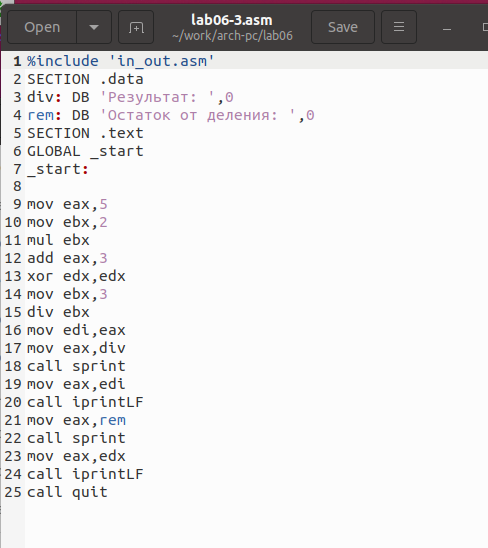 Open
lab06-3.asm
~/work/arch-pc/lab06
Save
1 %include 'in_out.asm'
2 SECTION .data
3 div: DB 'Результат: ',0
4 rem: DB 'Остаток от деления: ',0
5 SECTION .text
6 GLOBAL _start
7 _start:
8
9 mov eax,5
10 mov ebx,2
11 mul ebx
12 add eax,3
13 xor edx,edx
14 mov ebx,3
15 div ebx
16 mov edi,eax
17 mov eax,div
18 call sprint
19 mov eax,edi
20 call iprintLF
21 mov eax,rem
22 call sprint
23 mov eax,edx
24 call iprintLF
25 call quit